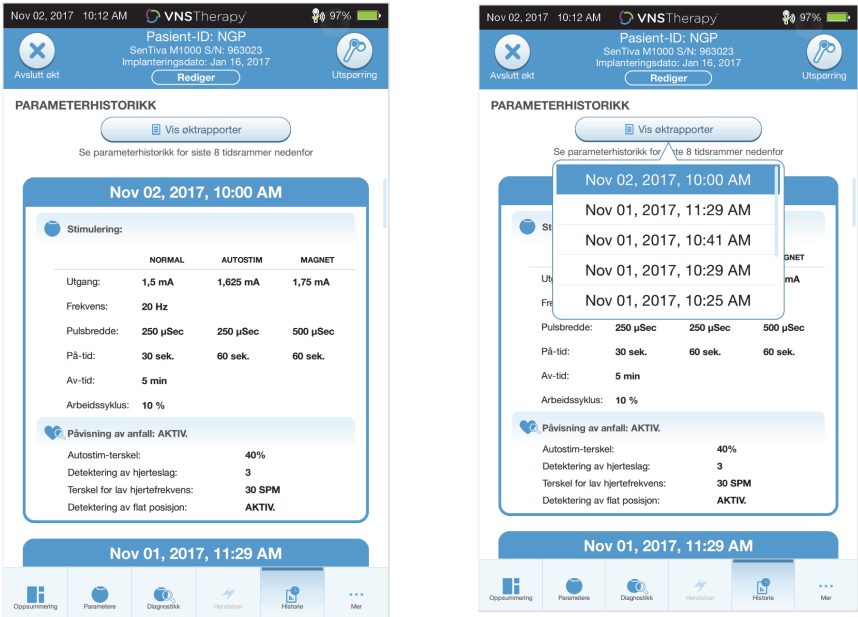 Nov 02, 2017 10:12 AM VNSTherapy 97%
Pasient-ID: NGP
SenTiva M1000 S/N: 963023
Implanteringsdato: Jan 16, 2017
Avslutt økt Rediger Utspørring
PARAMETERHISTORIKK
Vis øktrapporter
Se parameterhistorikk for siste 8 tidsrammer nedenfor
Nov 02, 2017, 10:00 AM
Stimulering:
NORMAL AUTOSTIM MAGNET
Utgang: 1,5 mA 1,625 mA 1,75 mA
Frekvens: 20 Hz
Pulsbredde: 250 µSec 250 µSec 500 µSec
På-tid: 30 sek. 60 sek. 60 sek.
Av-tid: 5 min
Arbeidssyklus: 10 %
Påvisning av anfall: AKTIV.
Autostim-terskel: 40%
Detektering av hjerteslag: 3
Terskel for lav hjertefrekvens: 30 SPM
Detektering av flat posisjon: AKTIV.
Nov 01, 2017, 11:29 AM
Oppsummering Parametere Diagnostikk Hendelser Historie Mer
Nov 02, 2017 10:12 AM VNSTherapy 97%
Pasient-ID: NGP
SenTiva M1000 S/N: 963023
Implanteringsdato: Jan 16, 2017
Avslutt økt Rediger Utspørring
PARAMETERHISTORIKK
Vis øktrapporter
Se parameterhistorikk for ste 8 tidsrammer nedenfor
Nov 02, 2017, 10:00 AM
Nov 01, 2017, 11:29 AM
St
Nov 01, 2017, 10:41 AM
GNET
Nov 01, 2017, 10:29 AM
Ut mA
Nov 01, 2017, 10:25 AM
Fre
Pulsbredde: 250 µSec 250 µSec 500 µSec
På-tid: 30 sek. 60 sek. 60 sek.
Av-tid: 5 min
Arbeidssyklus: 10 %
Påvisning av anfall: AKTIV.
Autostim-terskel: 40%
Detektering av hjerteslag: 3
Terskel for lav hjertefrekvens: 30 SPM
Detektering av flat posisjon: AKTIV.
Nov 01, 2017, 11:29 AM
Oppsummering Parametere Diagnostikk Hendelser Historie Mer